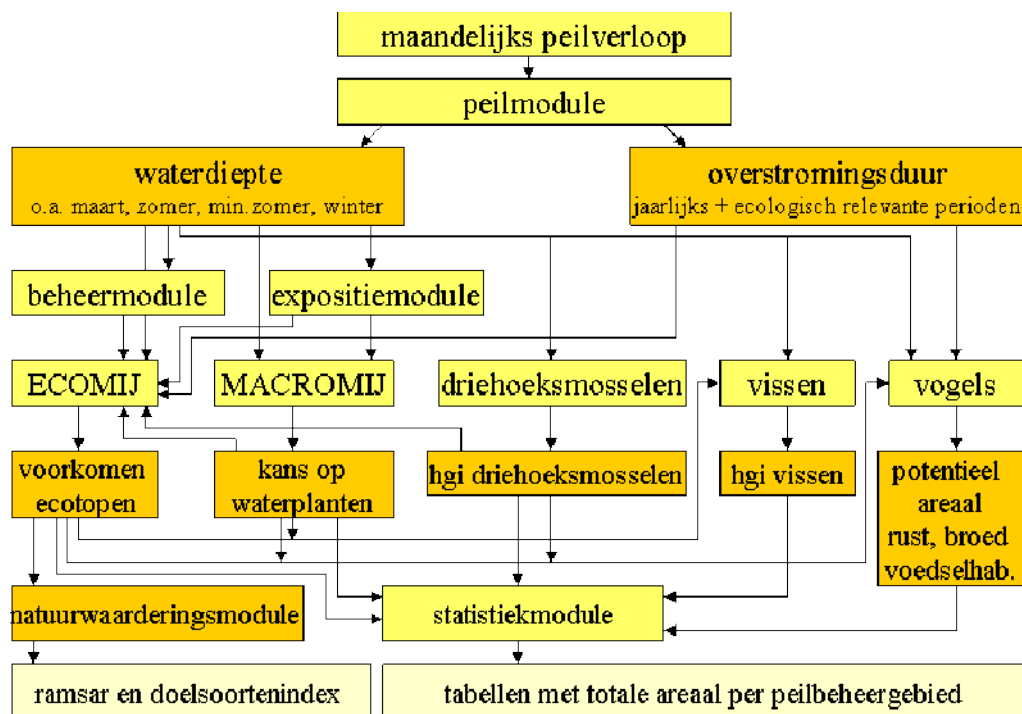 maandelijks peilverloop
peilmodule
waterdiepte
o.a. maart, zomer, min. zomer, winter
overstromingsduur
jaarlijks + ecologisch relevante perioden
beheermodule
expositiemodule
ECOMIJ
MACROMIJ
driehoeksmosselen
vissen
vogels
voorkomen
ecotopen
kans op
waterplanten
hgi driehoeksmosselen
hgi vissen
potentieel
areaal
rust, broed
voedselhab.
natuurwaarderingsmodule
statistiekmodule
ramsar en doelsoortenindex
tabellen met totale areaal per peilbeheergebied